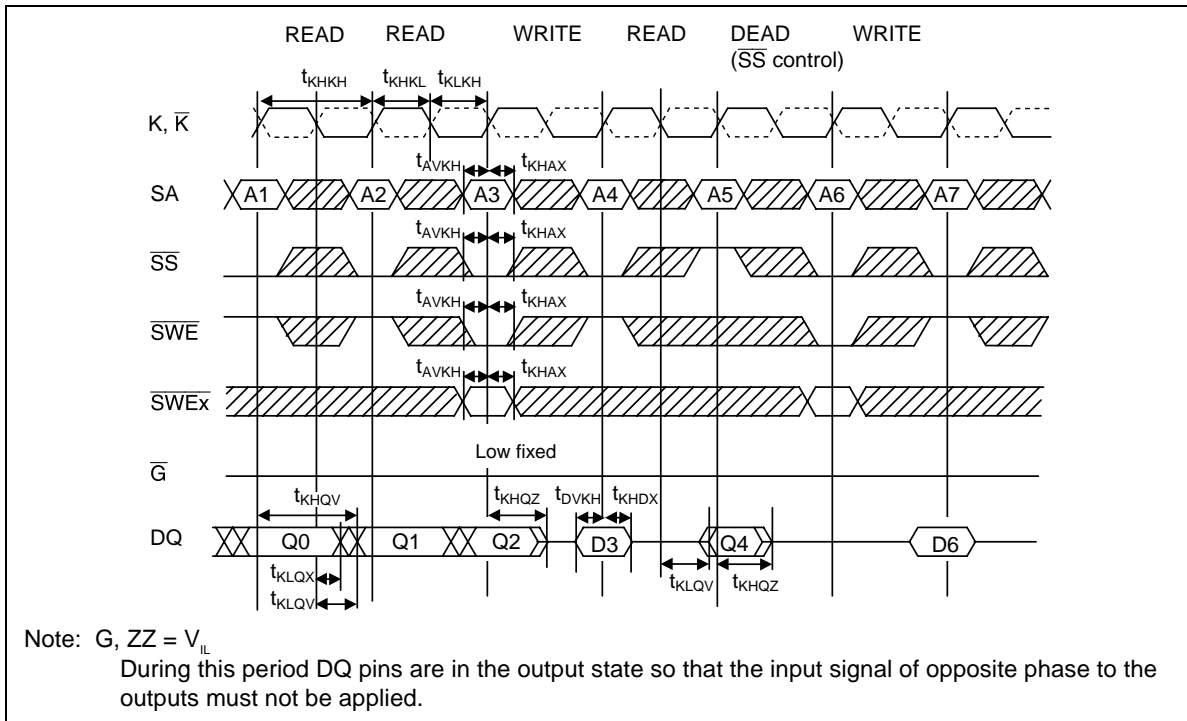 READ READ WRITE READ DEAD WRITE
(SS control)
tKHKH tKHKL tKLKH
K, K
tAVKH tKHAX
SA A1 A2 A3 A4 A5 A6 A7
tAVKH tKHAX
SS
tAVKH tKHAX
SWE
tAVKH tKHAX
SWEx
Low fixed
G
tKHQV tKHQZ tDVKH tKHDX
DQ Q0 Q1 Q2 D3 Q4 D6
tKLQX tKLQV tKHQZ
tKLQV
Note: G, ZZ = VIL
During this period DQ pins are in the output state so that the input signal of opposite phase to the
outputs must not be applied.